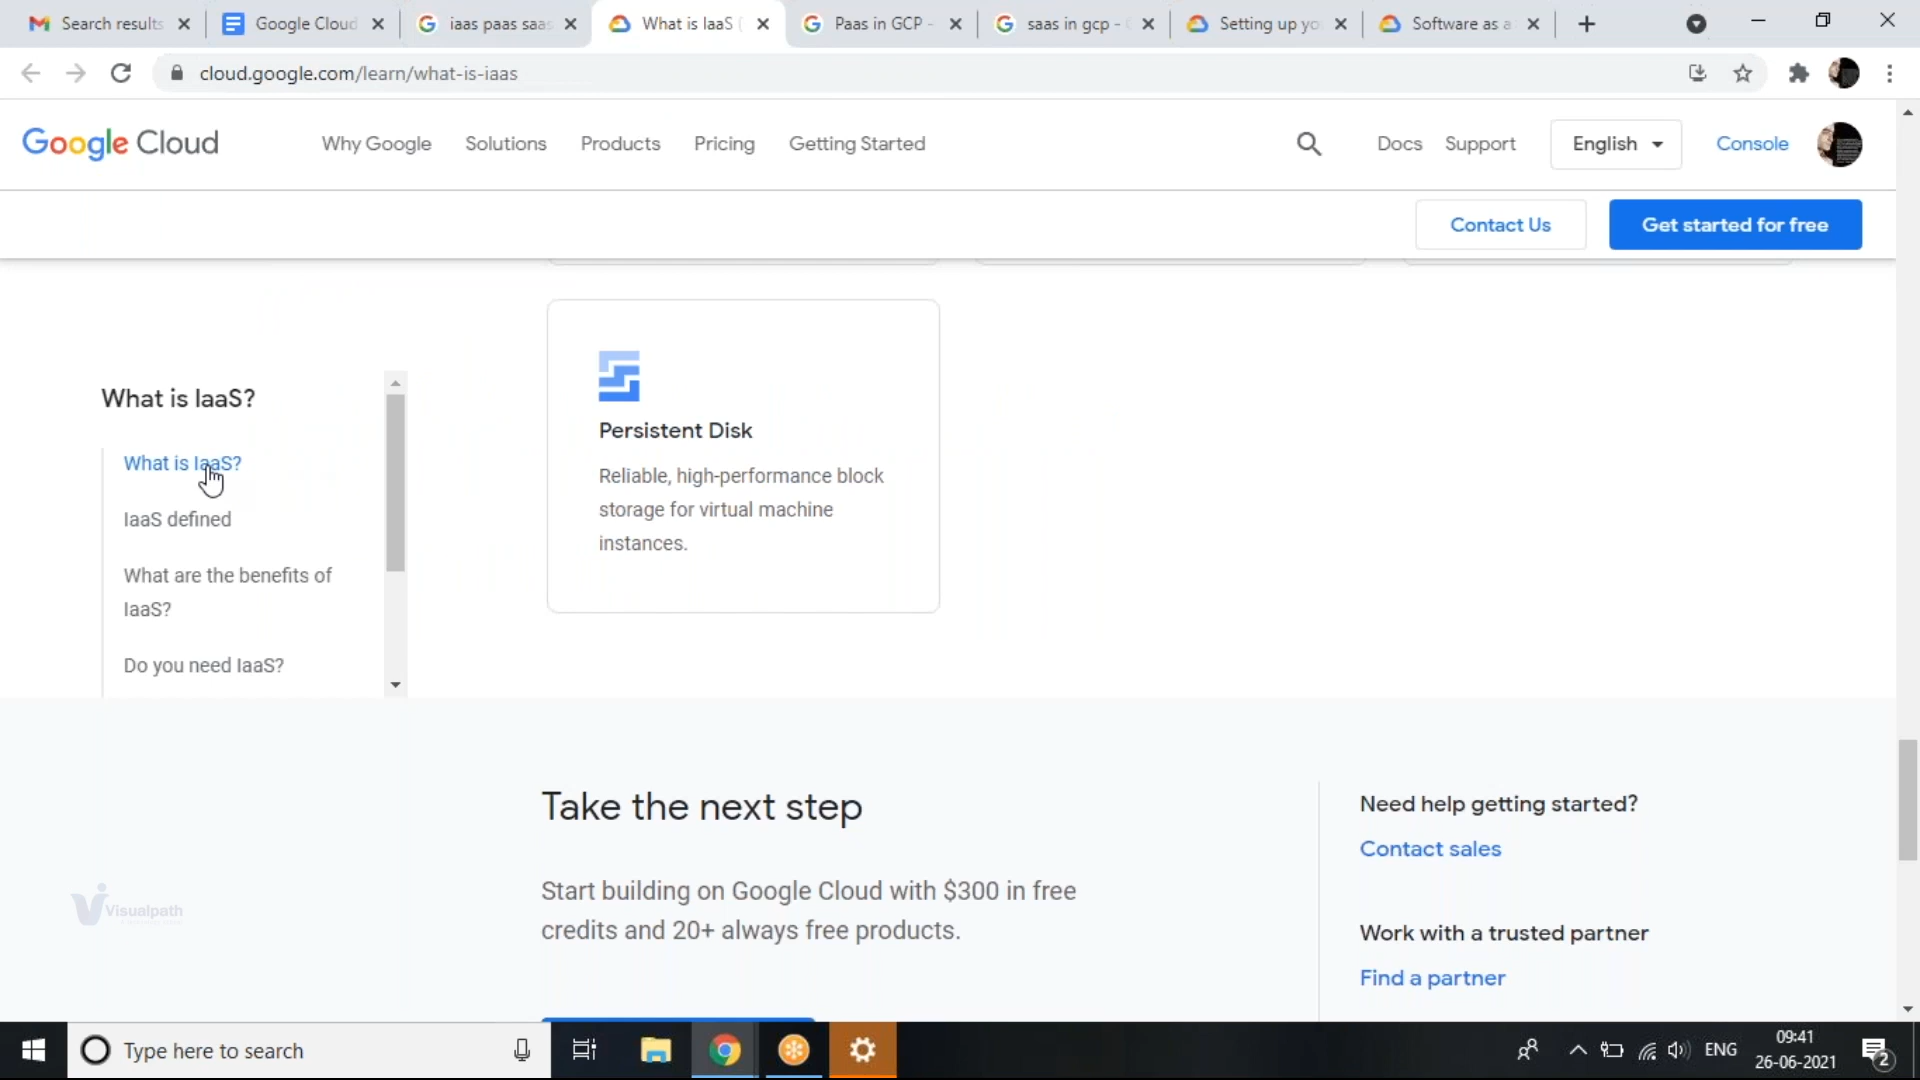 Search results
Google Cloud
iaas paas saas
What is IaaS
Paas in GCP -
saas in gcp -
Setting up yo
Software as a
cloud.google.com/learn/what-is-iaas
Google Cloud
Why Google
Solutions
Products
Pricing
Getting Started
Docs
Support
English
Console
Contact Us
Get started for free
What is IaaS?
What is IaaS?
IaaS defined
What are the benefits of
IaaS?
Do you need IaaS?
Persistent Disk
Reliable, high-performance block
storage for virtual machine
instances.
Take the next step
Start building on Google Cloud with $300 in free
credits and 20+ always free products.
Need help getting started?
Contact sales
Work with a trusted partner
Find a partner
Visualpath
Type here to search
ENG
09:41
26-06-2021
2